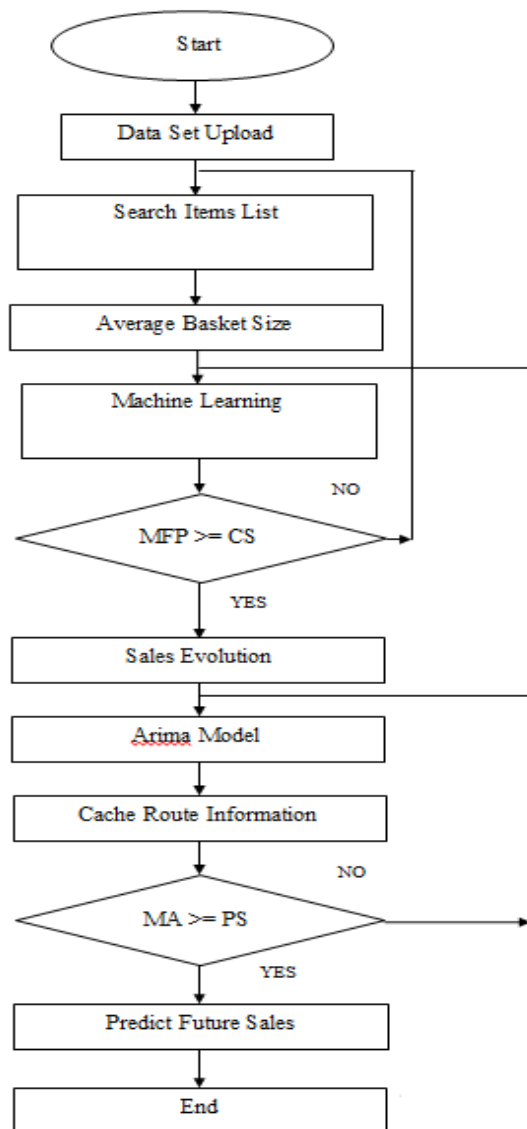 Start
Data Set Upload
Search Items List
Average Basket Size
Machine Learning
NO
MFP >= CS
YES
Sales Evolution
Arima Model
Cache Route Information
NO
MA >= PS
YES
Predict Future Sales
End